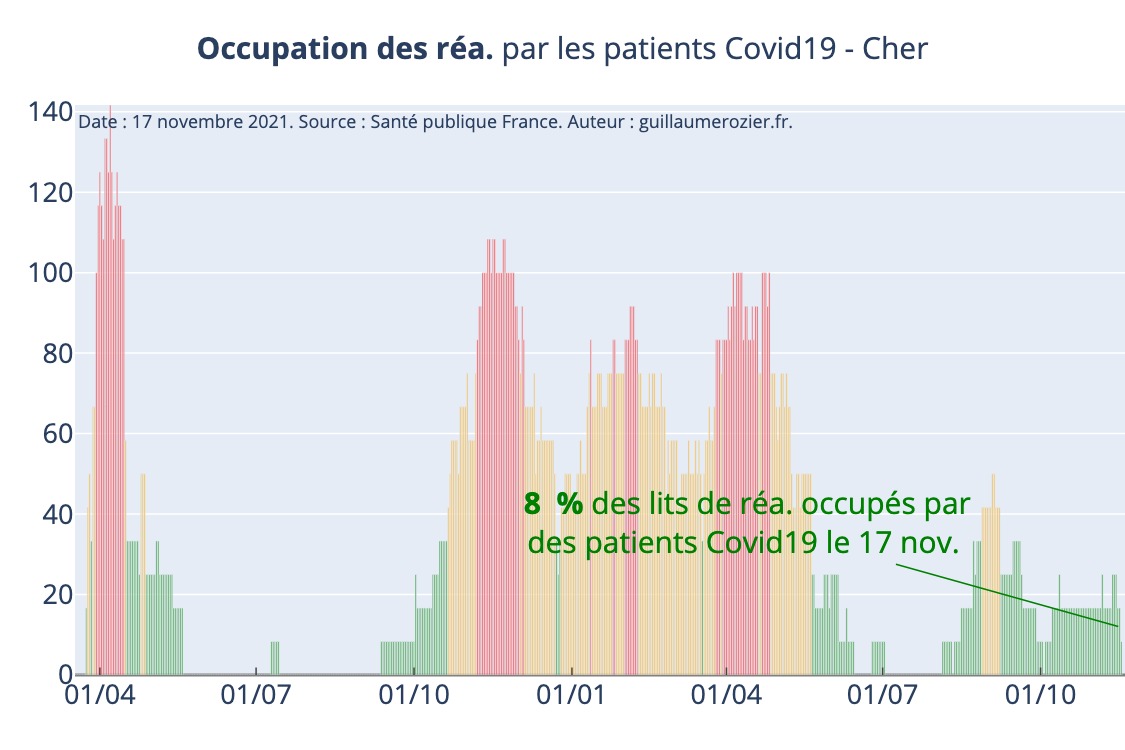 Occupation des réa. par les patients Covid19 - Cher
140
Date : 17 novembre 2021. Source : Santé publique France. Auteur : guillaumerozier.fr.
120
100
80
60
40
8 % des lits de réa. occupés par
des patients Covid19 le 17 nov.
20
0
01/04 01/07 01/10 01/01 01/04 01/07 01/10